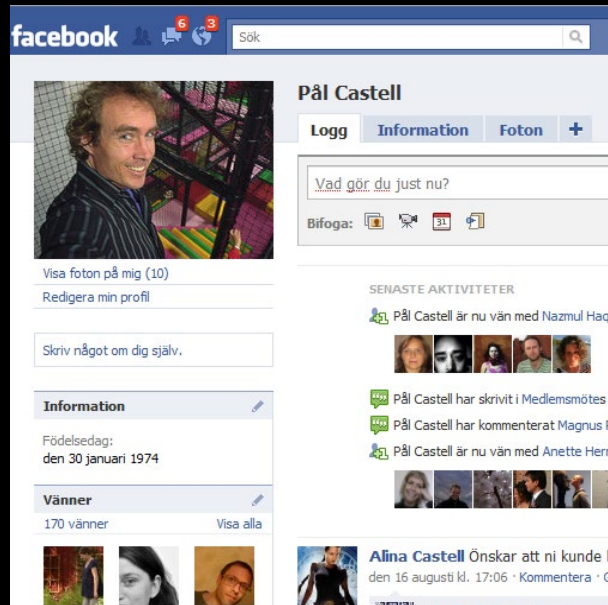 facebook 6 3 Sök
Pål Castell
Logg Information Foton +
Vad gör du just nu?
Bifoga: 31
Visa foton på mig (10)
Redigera min profil
Skriv något om dig själv.
Information
Födelsedag:
den 30 januari 1974
Vänner
170 vänner Visa alla
SENASTE AKTIVITETER
Pål Castell är nu vän med Nazmul
Pål Castell har skrivit i Medlemsmötes
Pål Castell har kommenterat Magnus
Pål Castell är nu vän med Anette
Alina Castell Önskar att ni kunde
den 16 augusti kl. 17:06 · Kommentera ·